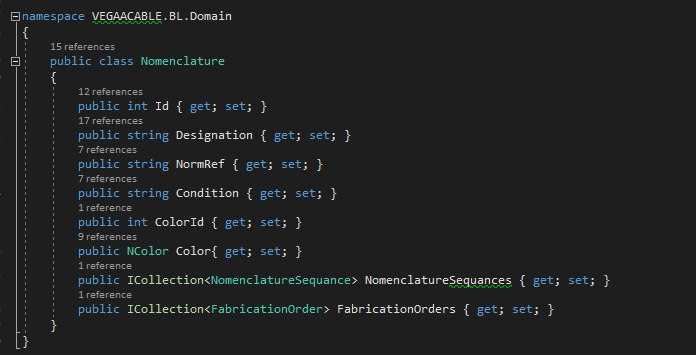 namespace VEGAACABLE.BL.Domain
{
15 references
public class Nomenclature
{
12 references
public int Id { get; set; }
17 references
public string Designation { get; set; }
7 references
public string NormRef { get; set; }
7 references
public string Condition { get; set; }
1 reference
public int ColorId { get; set; }
9 references
public NColor Color{ get; set; }
1 reference
public ICollection<NomenclatureSequance> NomenclatureSequances { get; set; }
1 reference
public ICollection<FabricationOrder> FabricationOrders { get; set; }
}
}